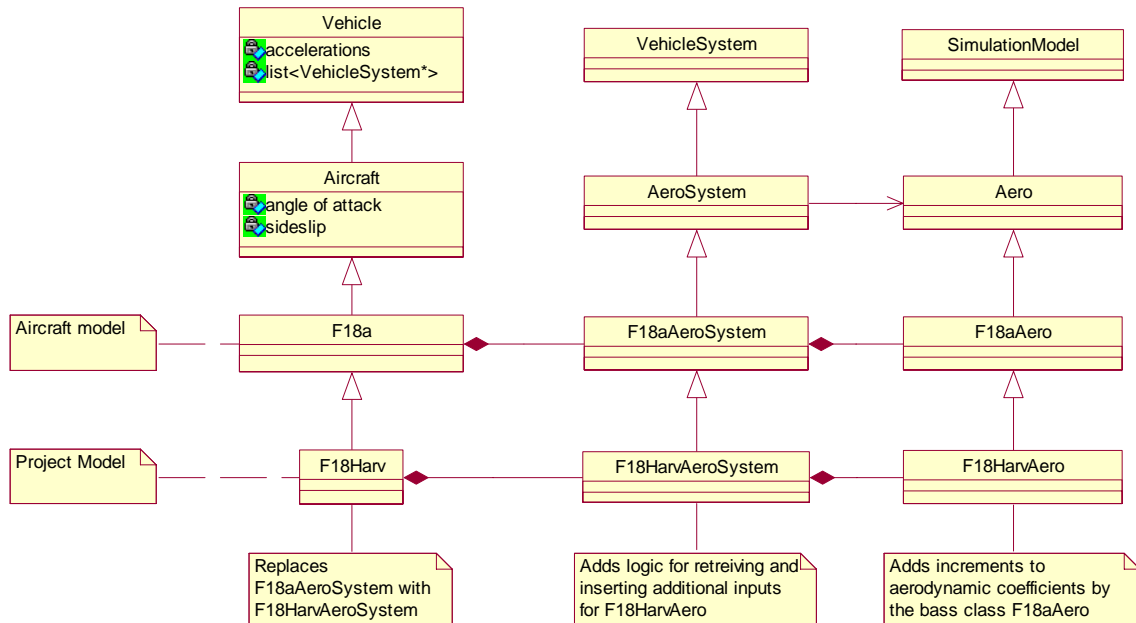 Vehicle
accelerations
list<VehicleSystem*>
VehicleSystem
SimulationModel
Aircraft
angle of attack
sideslip
AeroSystem
Aero
Aircraft model
F18a
F18aAeroSystem
F18aAero
Project Model
F18Harv
F18HarvAeroSystem
F18HarvAero
Replaces
F18aAeroSystem with
F18HarvAeroSystem
Adds logic for retreiving and
inserting additional inputs
for F18HarvAero
Adds increments to
aerodynamic coefficients by
the bass class F18aAero